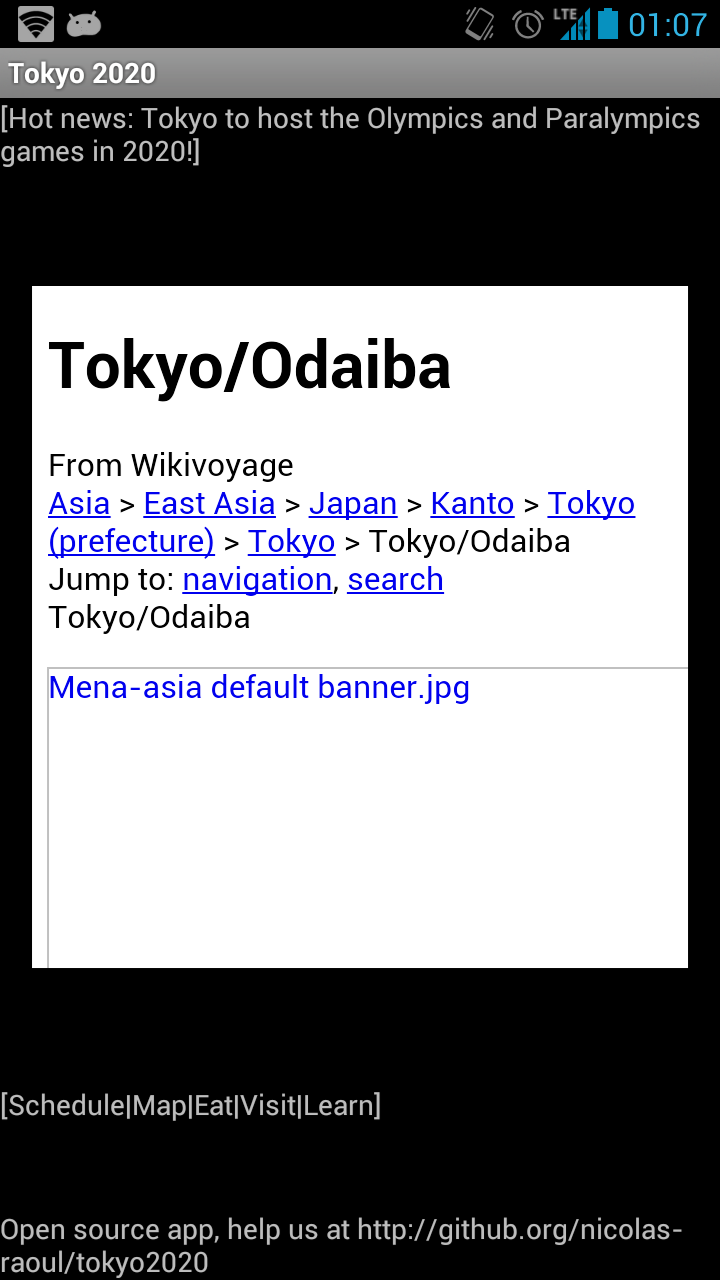 LTE 01:07
Tokyo 2020
[Hot news: Tokyo to host the Olympics and Paralympics
games in 2020!]
Tokyo/Odaiba
From Wikivoyage
Asia > East Asia > Japan > Kanto > Tokyo
(prefecture) > Tokyo > Tokyo/Odaiba
Jump to: navigation, search
Tokyo/Odaiba
Mena-asia default banner.jpg
[Schedule|Map|Eat|Visit|Learn]
Open source app, help us at http://github.org/nicolas-
raoul/tokyo2020